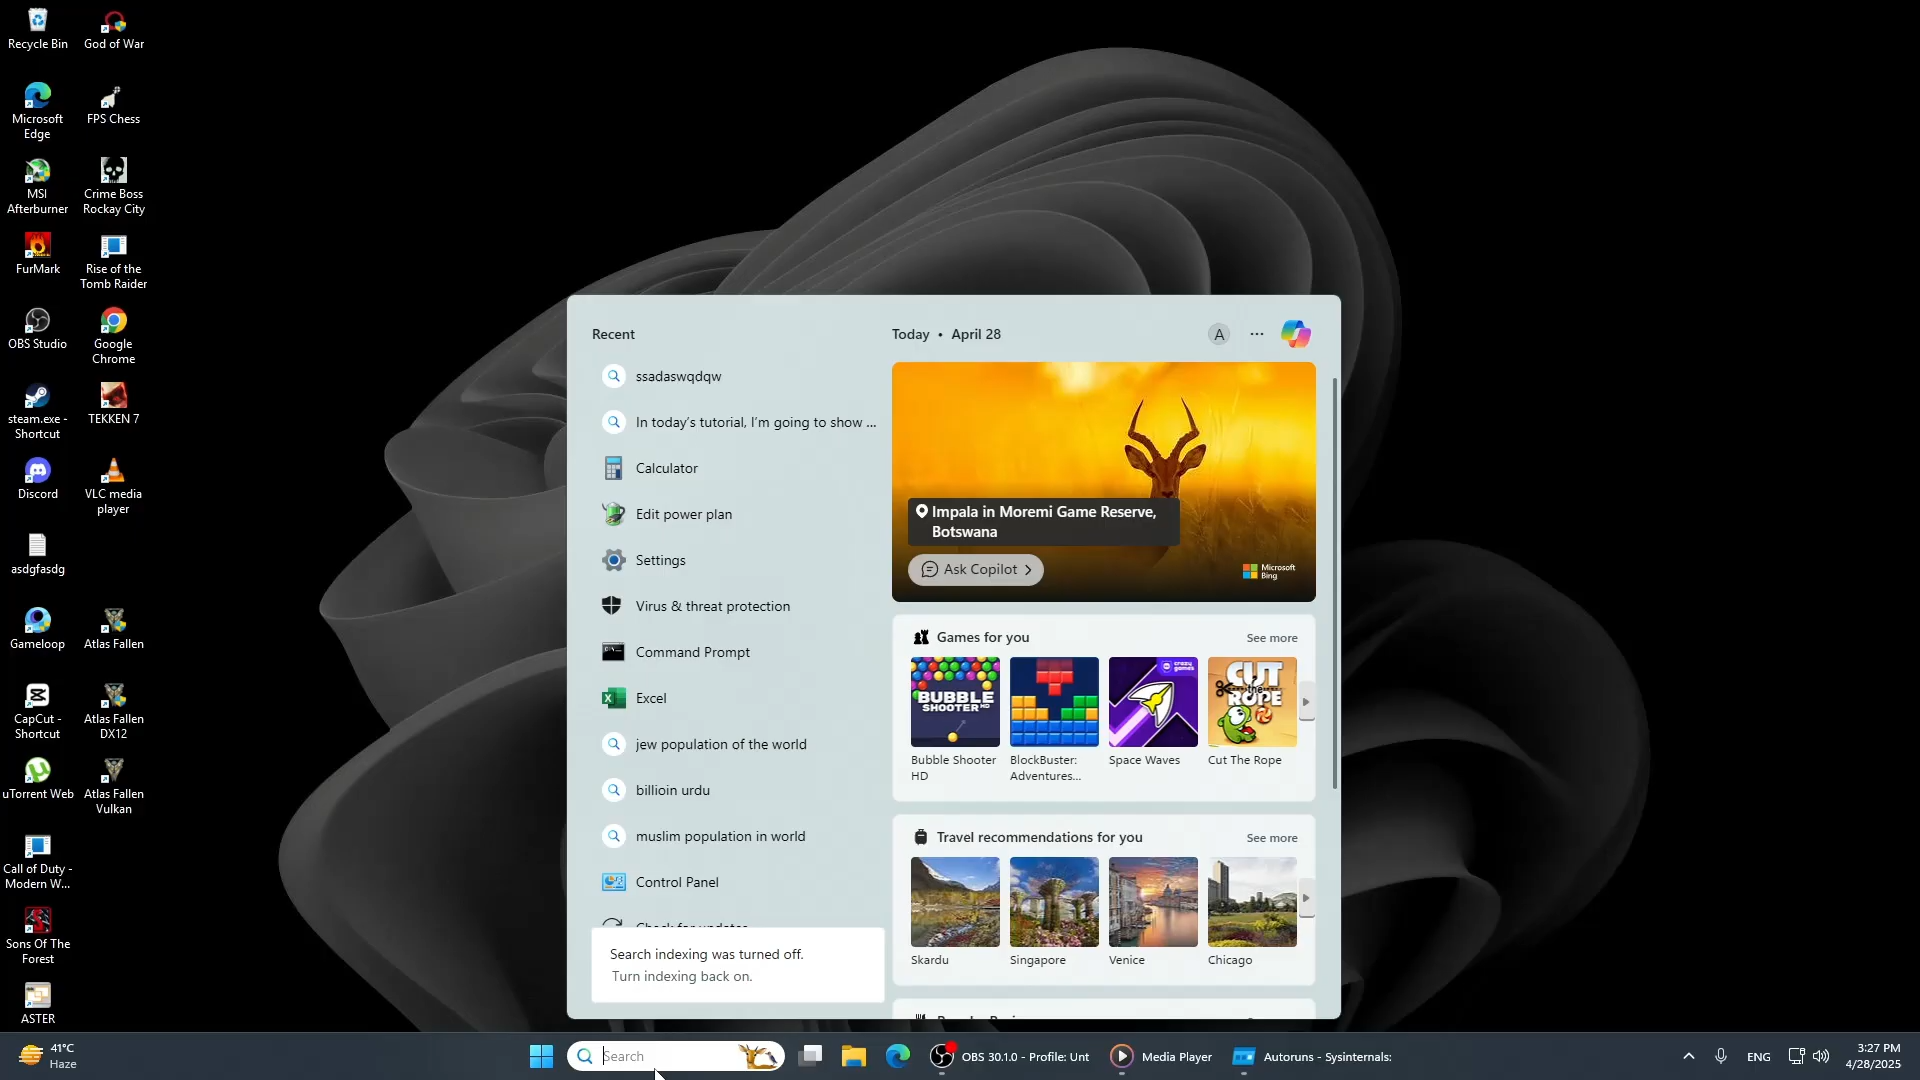 Recycle Bin
God of War
Microsoft
Edge
FPS Chess
MSI
Afterburner
Crime Boss
Rockay City
FurMark
Rise of the
Tomb Raider
OBS Studio
Google
Chrome
steam.exe -
Shortcut
TEKKEN 7
Discord
VLC media
player
asdgfasdg
Gameloop
Atlas Fallen
CapCut -
Shortcut
Atlas Fallen
DX12
uTorrent Web
Atlas Fallen
Vulkan
Call of Duty -
Modern W...
Sons Of The
Forest
ASTER
Recent
ssadaswqdqw
In today's tutorial, I'm going to show ...
Calculator
Edit power plan
Settings
Virus & threat protection
Command Prompt
Excel
jew population of the world
billioin urdu
muslim population in world
Control Panel
Check for updates
Search indexing was turned off.
Turn indexing back on.
Today • April 28
A
Impala in Moremi Game Reserve,
Botswana
Ask Copilot
Microsoft
Bing
Games for you
See more
BUBBLE
SHOOTER HD
crazy
games
CUT
the
ROPE
Bubble Shooter
HD
BlockBuster:
Adventures...
Space Waves
Cut The Rope
Travel recommendations for you
See more
Skardu
Singapore
Venice
Chicago
41°C
Haze
Search
OBS 30.1.0 - Profile: Unt
Media Player
Autoruns - Sysinternals:
ENG
3:27 PM
4/28/2025